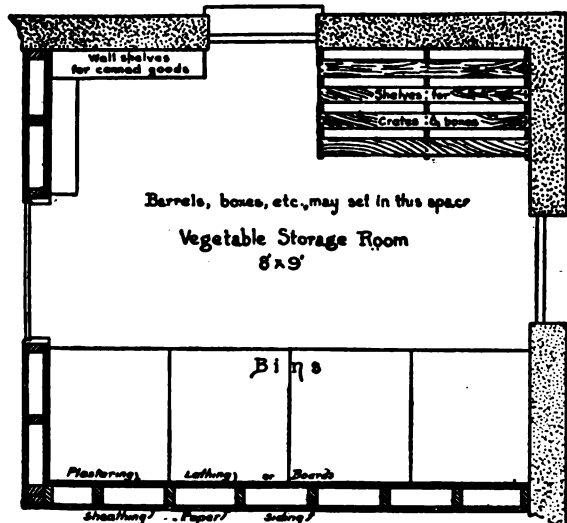 Wall shelves
for canned goods
Shelves for
Crates & boxes
Barrels, boxes, etc., may set in this space
Vegetable Storage Room
8' x 9'
Bins
Plastering, Lathing, or Boards
Sheathing, Paper, Siding,